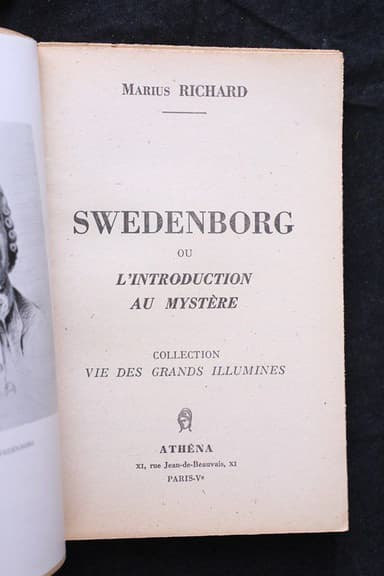 Marius RICHARD
SWEDENBORG
OU
L'INTRODUCTION
AU MYSTÈRE
COLLECTION
VIE DES GRANDS ILLUMINES
ATHÉNA
XI, rue Jean-de-Beauvais, XI
PARIS-Vᵉ